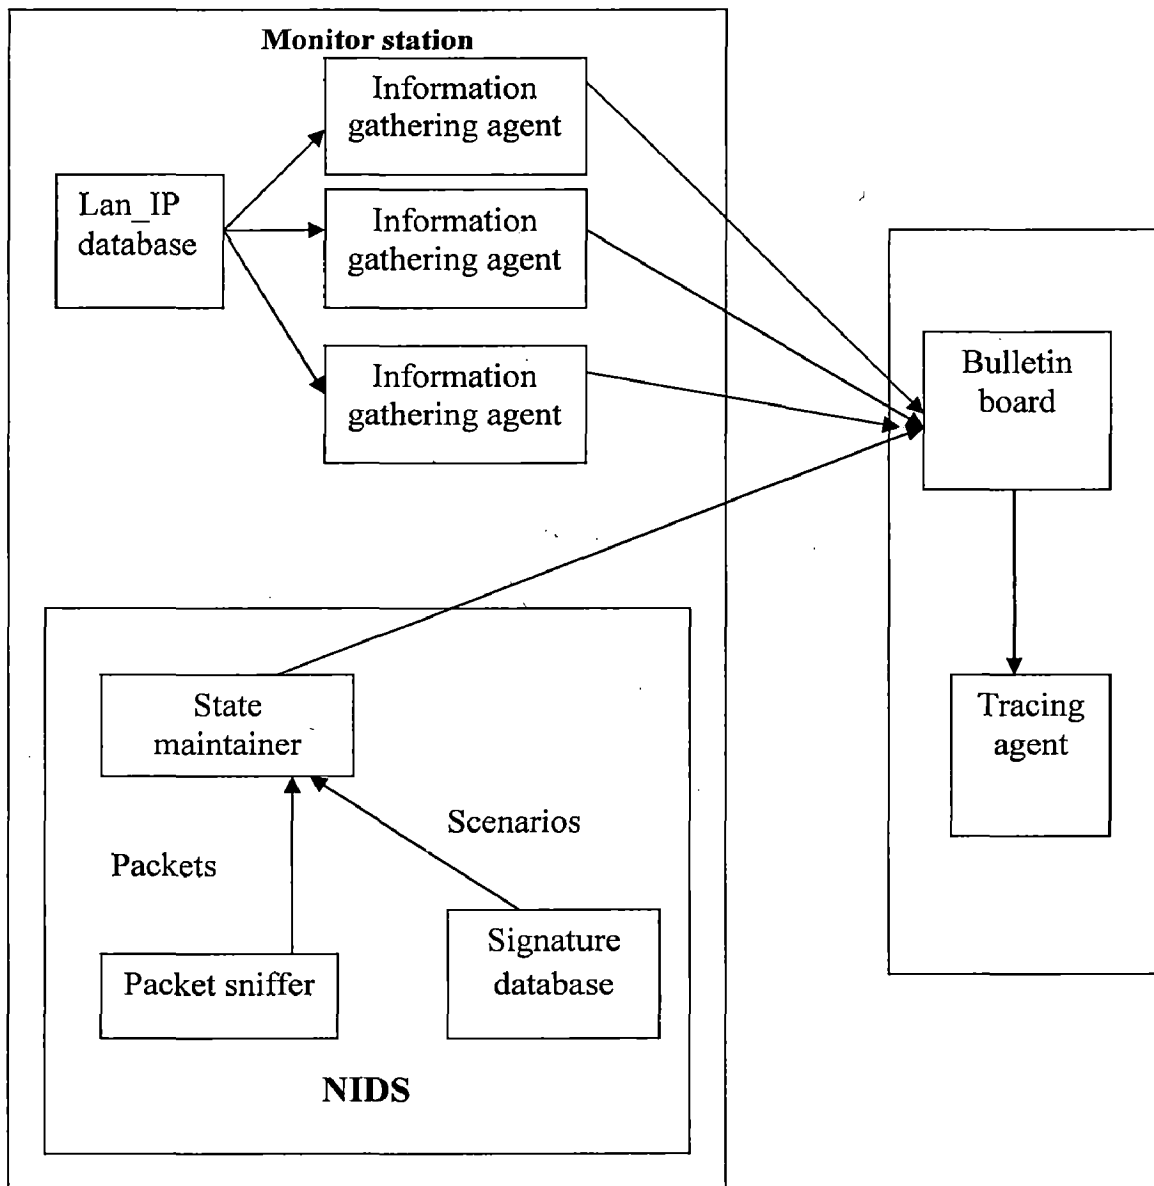 Monitor station
Information
gathering agent
Lan_IP
database
Information
gathering agent
Information
gathering agent
Bulletin
board
State
maintainer
Tracing
agent
Scenarios
Packets
Signature
database
Packet sniffer
NIDS